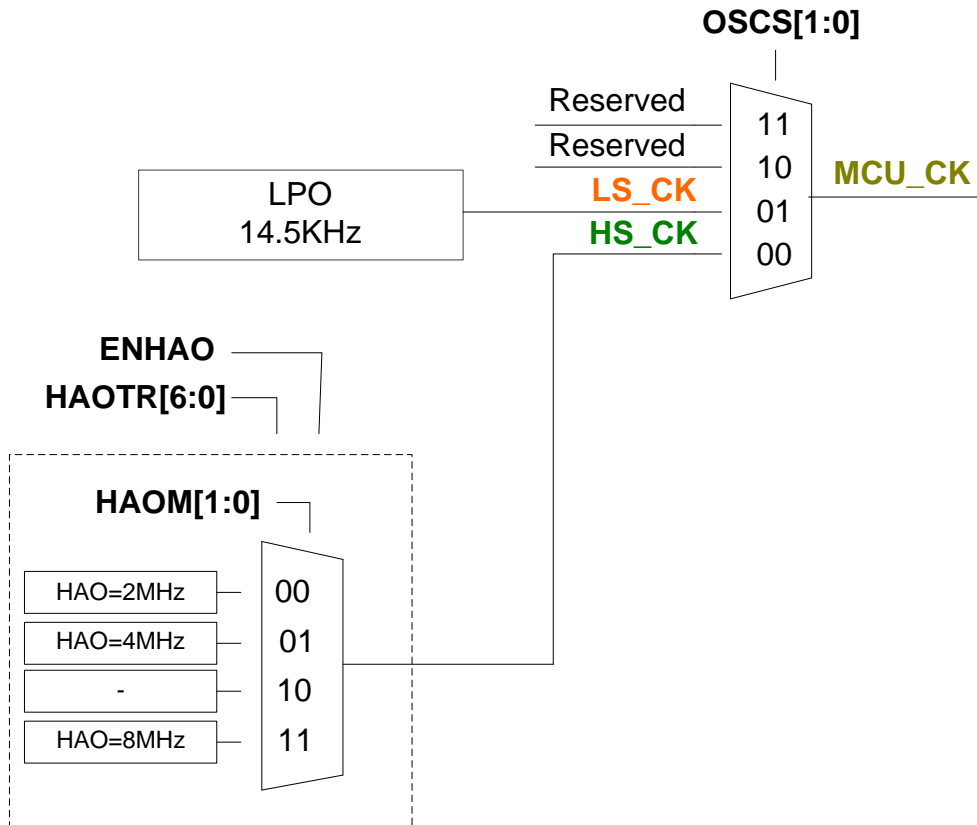 OSCS[1:0]
Reserved
11
Reserved
10
MCU_CK
LPO
14.5KHz
LS_CK
01
HS_CK
00
ENHAO
HAOTR[6:0]
HAOM[1:0]
HAO=2MHz
00
HAO=4MHz
01
-
10
HAO=8MHz
11